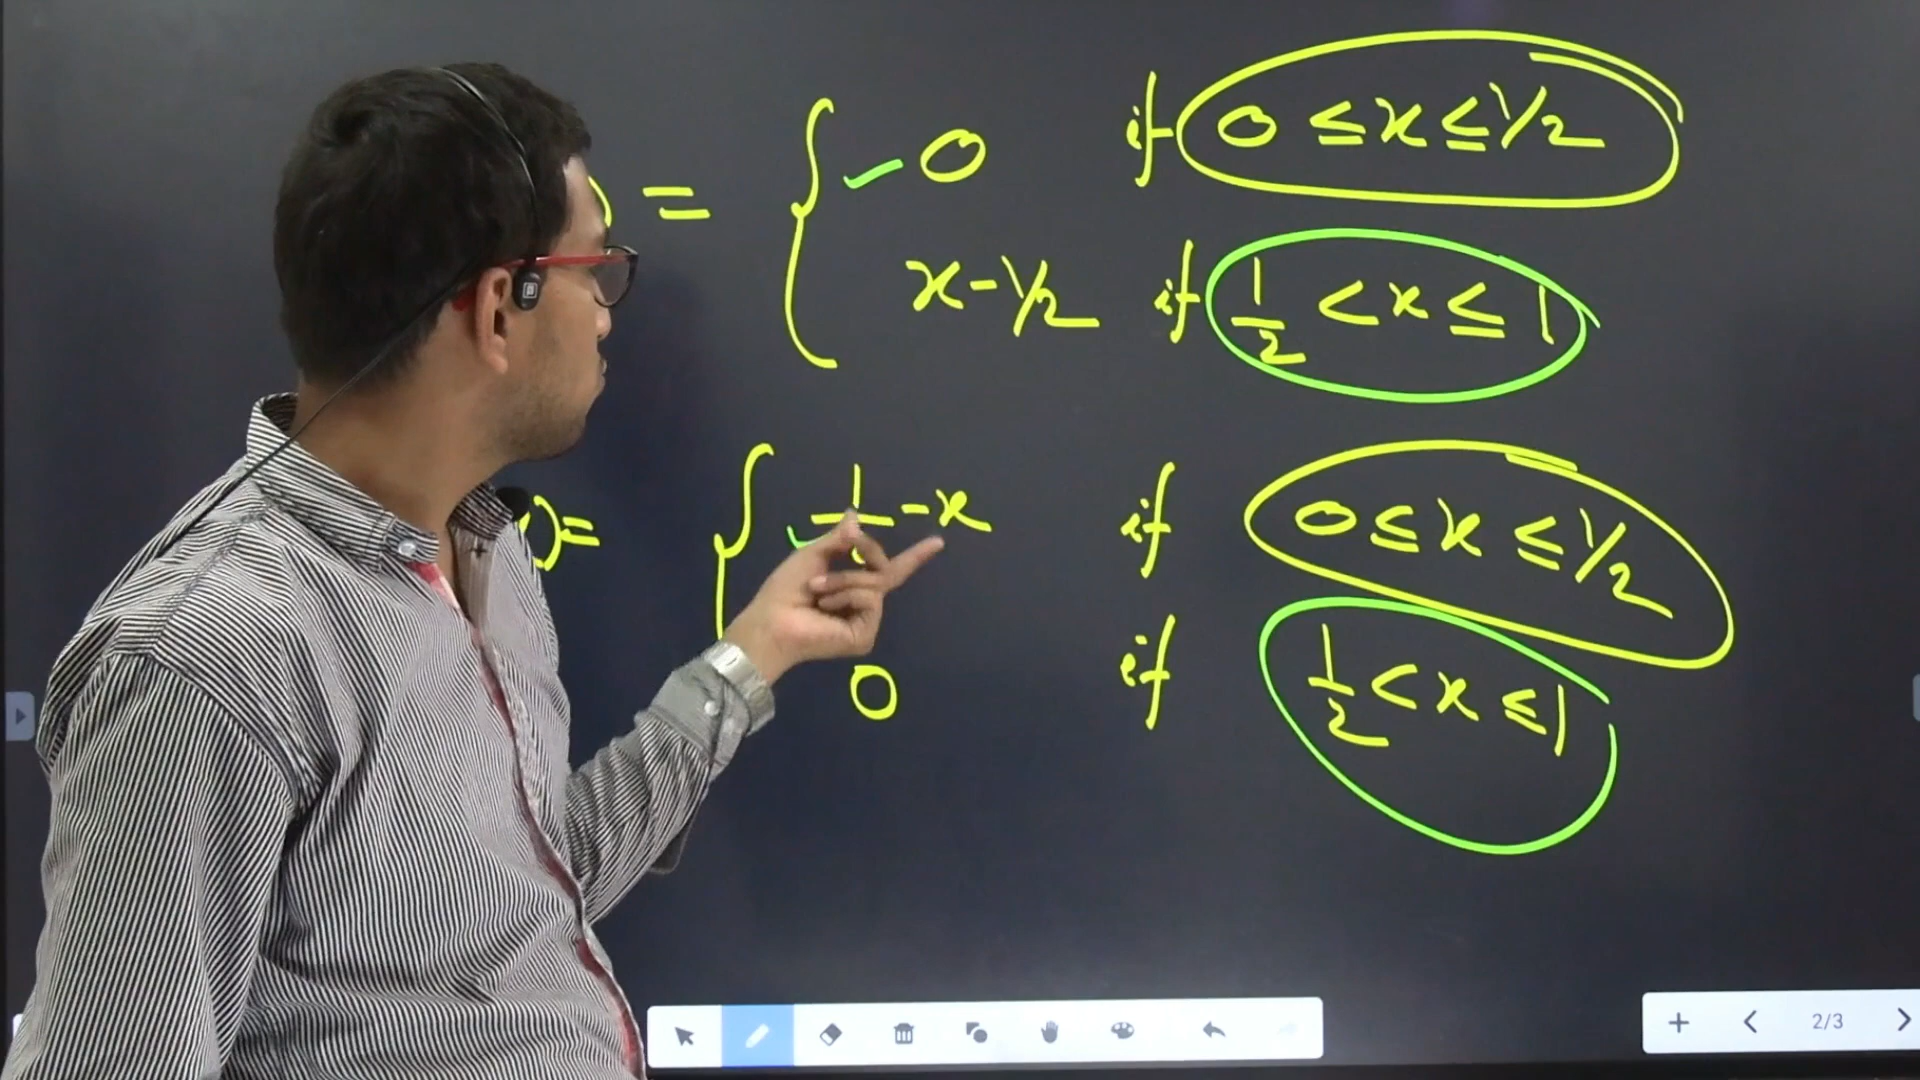 ) = { 0 if 0 ≤ x ≤ 1/2
x - 1/2 if 1/2 < x ≤ 1
) = { 1/ - x if 0 ≤ x ≤ 1/2
0 if 1/2 < x ≤ 1
2/3